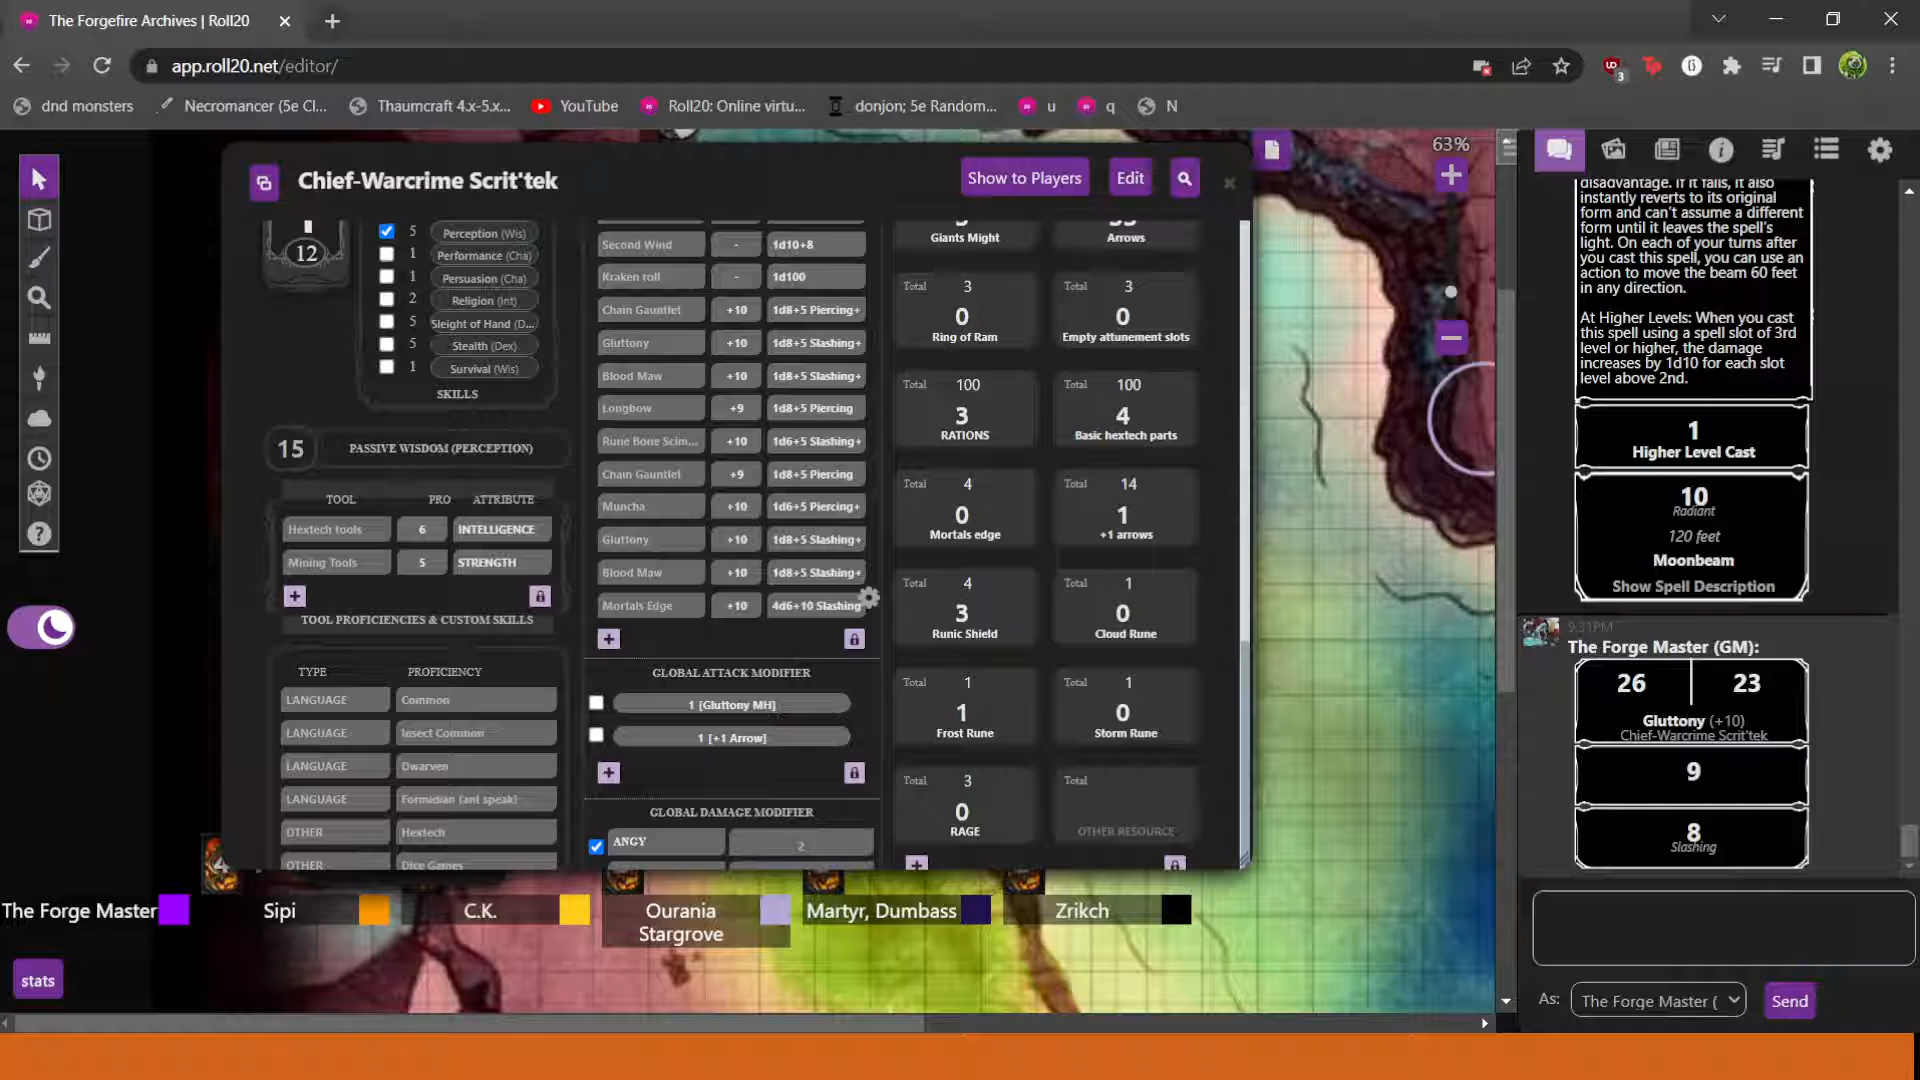 The Forgefire Archives | Roll20
app.roll20.net/editor/
3
dnd monsters
Necromancer (5e Cl...
Thaumcraft 4.x-5.x...
YouTube
Roll20: Online virtu...
donjon; 5e Random...
u
q
N
Chief-Warcrime Scrit'tek
Show to Players
Edit
63%
12
5 Perception (Wis)
1 Performance (Cha)
1 Persuasion (Cha)
2 Religion (Int)
5 Sleight of Hand (D...
5 Stealth (Dex)
1 Survival (Wis)
SKILLS
15 PASSIVE WISDOM (PERCEPTION)
TOOL PRO ATTRIBUTE
Hextech tools 6 INTELLIGENCE
Mining Tools 5 STRENGTH
TOOL PROFICIENCIES & CUSTOM SKILLS
TYPE PROFICIENCY
LANGUAGE Common
LANGUAGE Insect Common
LANGUAGE Dwarven
LANGUAGE Formidian (ant speak)
OTHER Hextech
OTHER Dice Games
Second Wind - 1d10+8
Kraken roll - 1d100
Chain Gauntlet +10 1d8+5 Piercing+
Gluttony +10 1d8+5 Slashing+
Blood Maw +10 1d8+5 Slashing+
Longbow +9 1d8+5 Piercing
Rune Bone Scim... +10 1d6+5 Slashing+
Chain Gauntlet +9 1d8+5 Piercing
Muncha +10 1d6+5 Piercing+
Gluttony +10 1d8+5 Slashing+
Blood Maw +10 1d8+5 Slashing+
Mortals Edge +10 4d6+10 Slashing
GLOBAL ATTACK MODIFIER
1 [Gluttony MH]
1 [+1 Arrow]
GLOBAL DAMAGE MODIFIER
ANGY 2
Giants Might
Arrows
Total 3
0
Ring of Ram
Total 3
0
Empty attunement slots
Total 100
3
RATIONS
Total 100
4
Basic hextech parts
Total 4
0
Mortals edge
Total 14
1
+1 arrows
Total 4
3
Runic Shield
Total 1
0
Cloud Rune
Total 1
1
Frost Rune
Total 1
0
Storm Rune
Total 3
0
RAGE
Total
OTHER RESOURCE
disadvantage. If it fails, it also
instantly reverts to its original
form and can't assume a different
form until it leaves the spell's
light. On each of your turns after
you cast this spell, you can use an
action to move the beam 60 feet
in any direction.
At Higher Levels: When you cast
this spell using a spell slot of 3rd
level or higher, the damage
increases by 1d10 for each slot
level above 2nd.
1
Higher Level Cast
10
Radiant
120 feet
Moonbeam
Show Spell Description
9:31PM
The Forge Master (GM):
26 23
Gluttony (+10)
Chief-Warcrime Scrit'tek
9
8
Slashing
4
The Forge Master
Sipi
C.K.
Ourania
Stargrove
Martyr, Dumbass
Zrikch
stats
As: The Forge Master (
Send